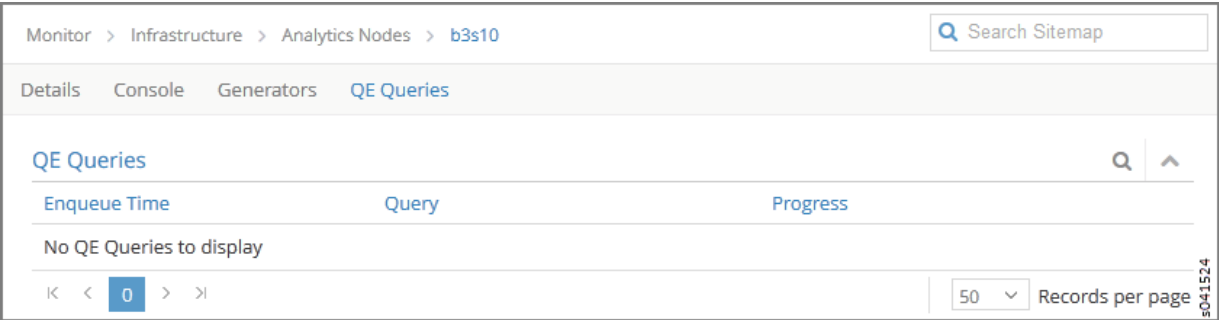 Monitor > Infrastructure > Analytics Nodes > b3s10
Search Sitemap
Details Console Generators QE Queries
QE Queries
Enqueue Time Query Progress
No QE Queries to display
0
50 Records per page
s041524